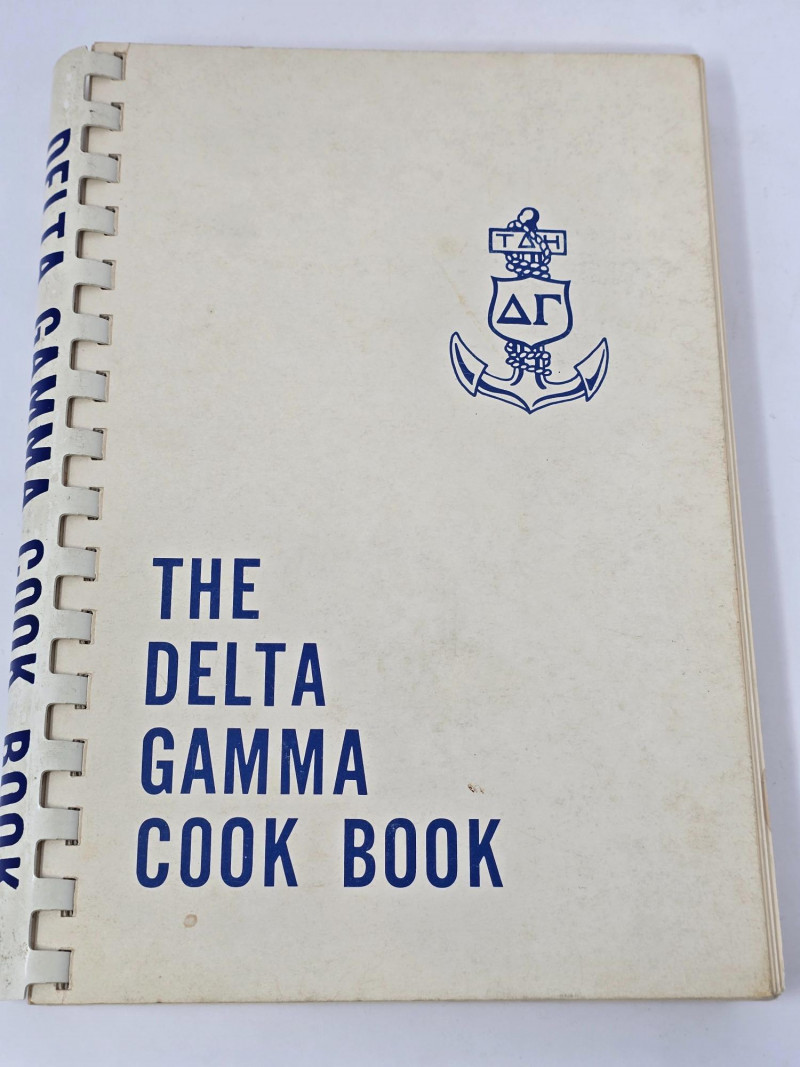 DELTA GAMMA COOK BOOK
ΤΔΗ
ΔΓ
THE
DELTA
GAMMA
COOK BOOK